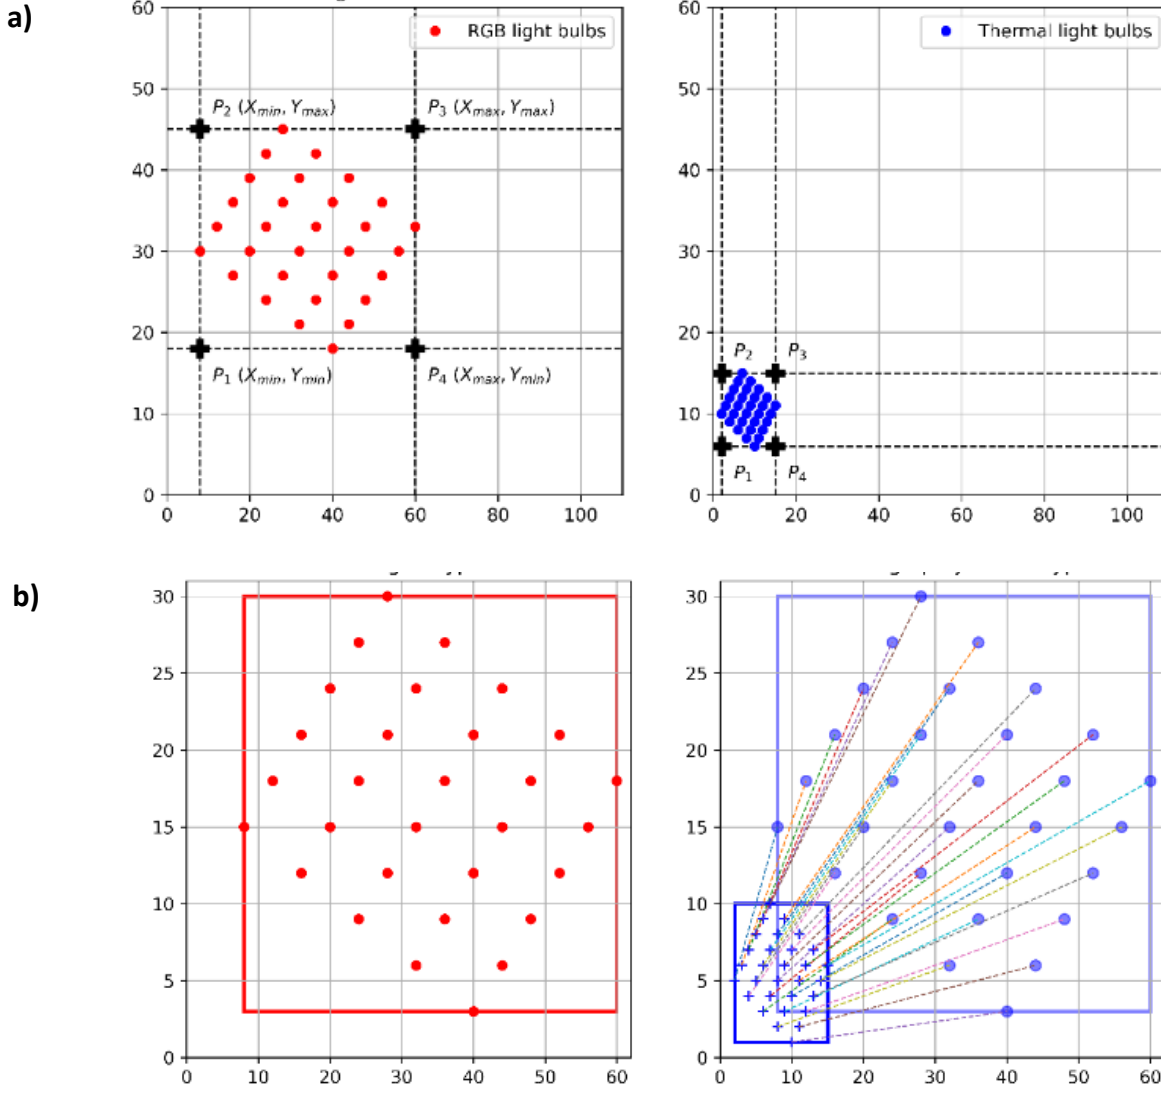 a)
RGB light bulbs
Thermal light bulbs
P2 (Xmin, Ymax)
P3 (Xmax, Ymax)
P1 (Xmin, Ymin)
P4 (Xmax, Ymin)
60
50
40
30
20
10
0
0 20 40 60 80 100
60
50
40
30
20
10
0
P2
P3
P1
P4
0 20 40 60 80 100
b)
30
25
20
15
10
5
0
0 10 20 30 40 50 60
30
25
20
15
10
5
0
0 10 20 30 40 50 60